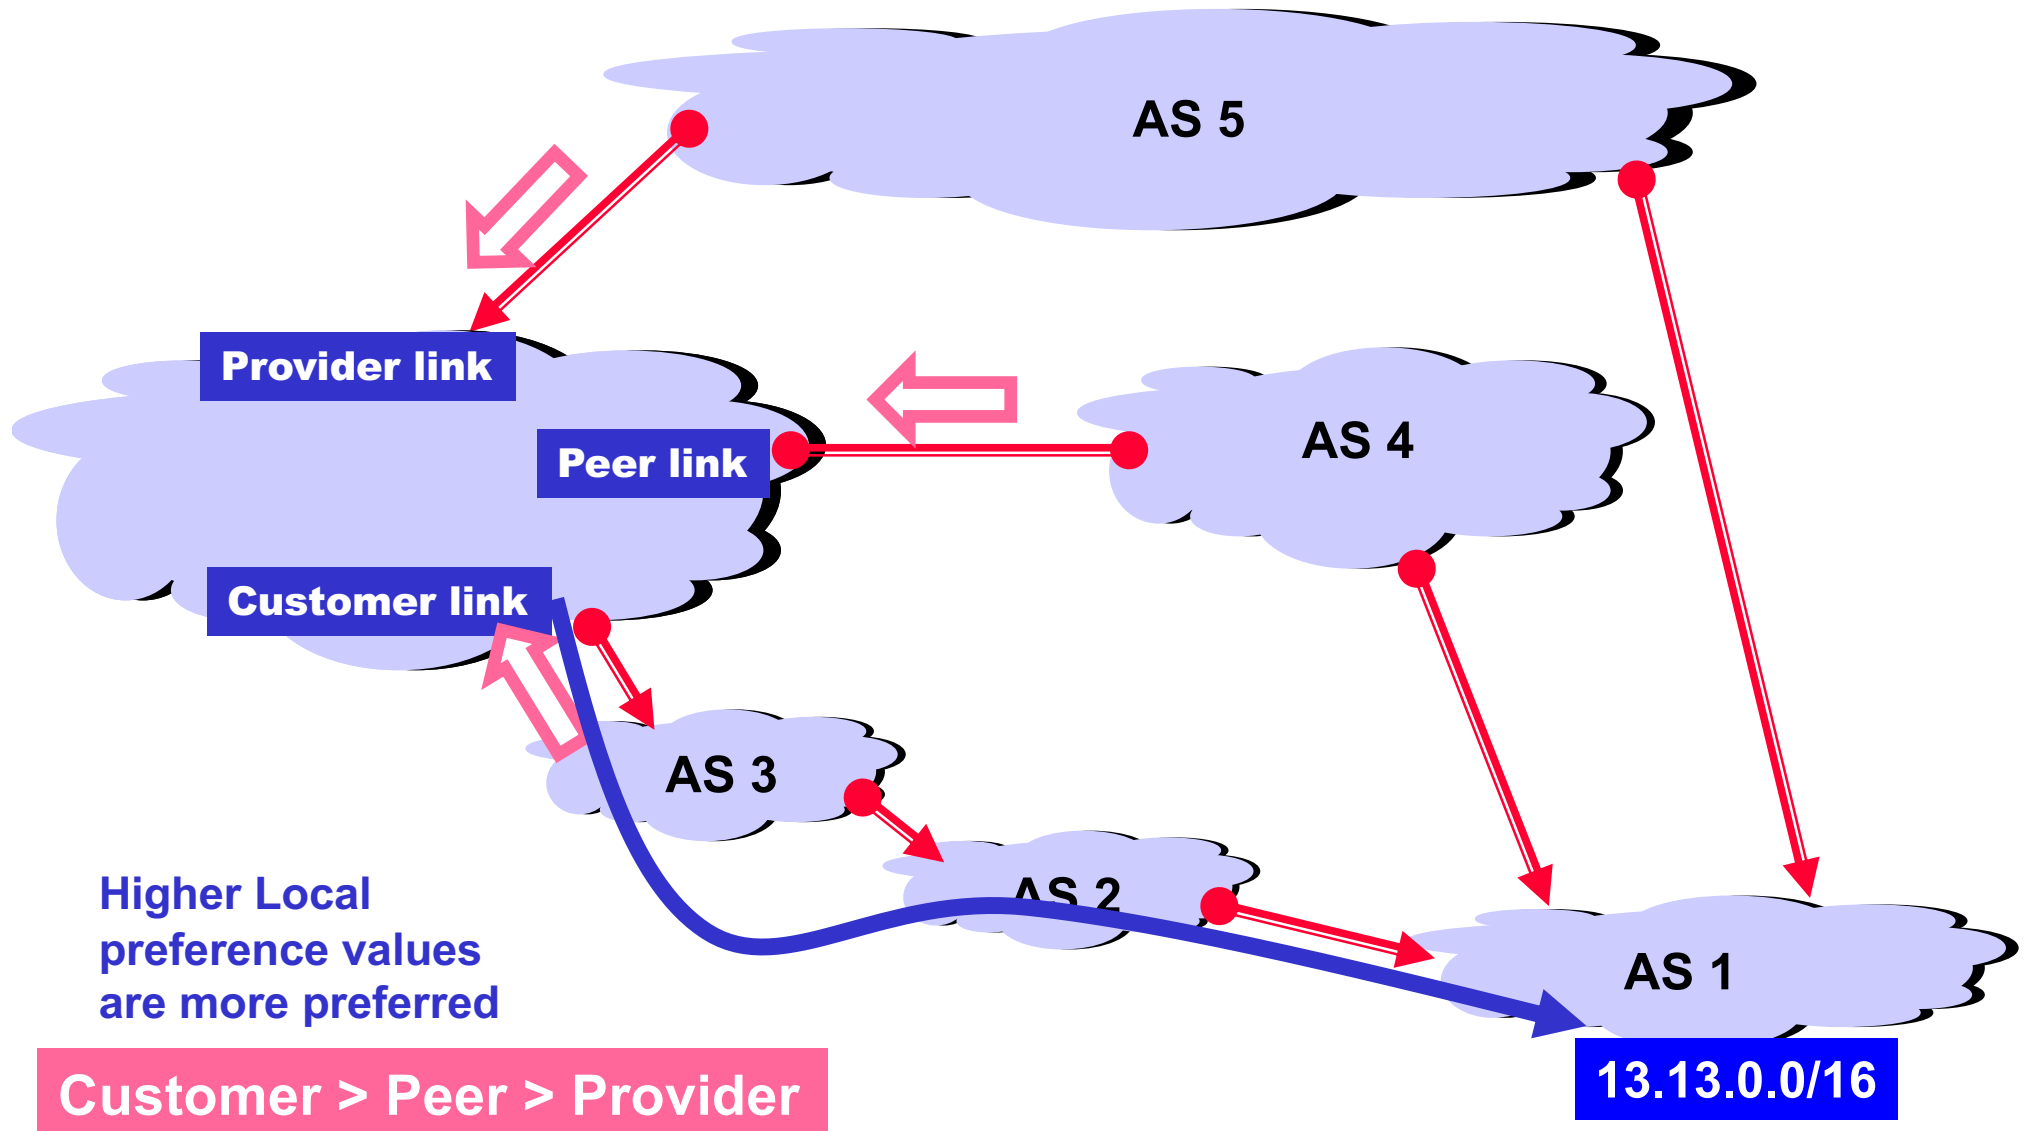 AS 5
Provider link
AS 4
Peer link
Customer link
AS 3
AS 2
Higher Local
preference values
are more preferred
AS 1
Customer > Peer > Provider
13.13.0.0/16